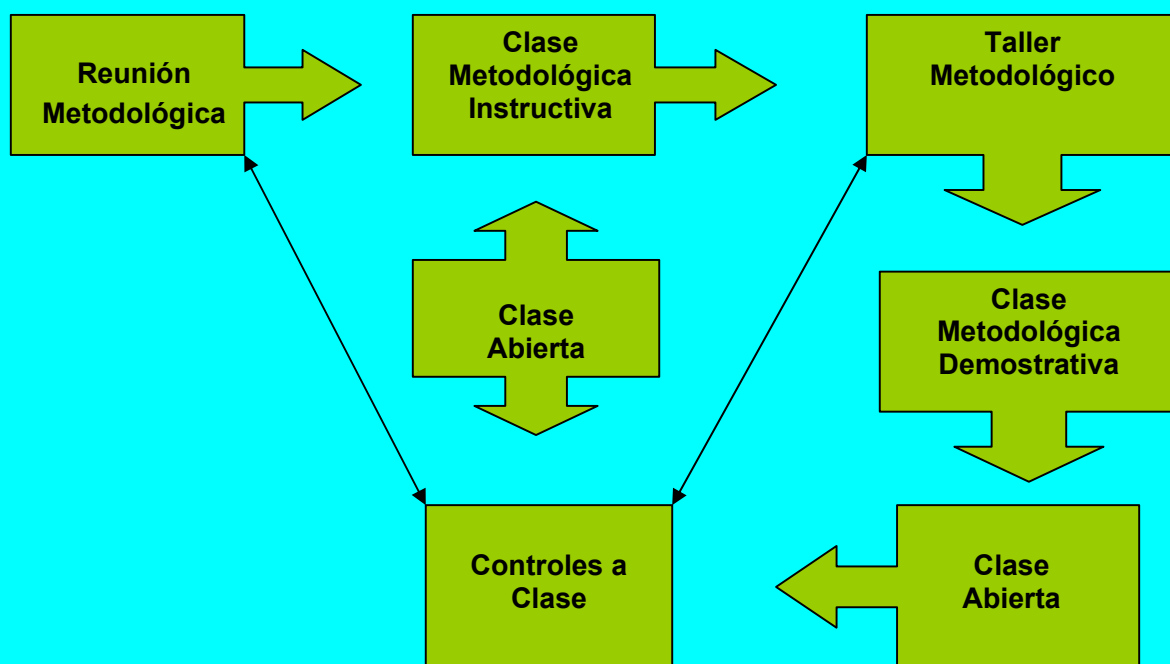 Reunión
Metodológica
Clase
Metodológica
Instructiva
Taller
Metodológico
Clase
Abierta
Clase
Metodológica
Demostrativa
Controles a
Clase
Clase
Abierta